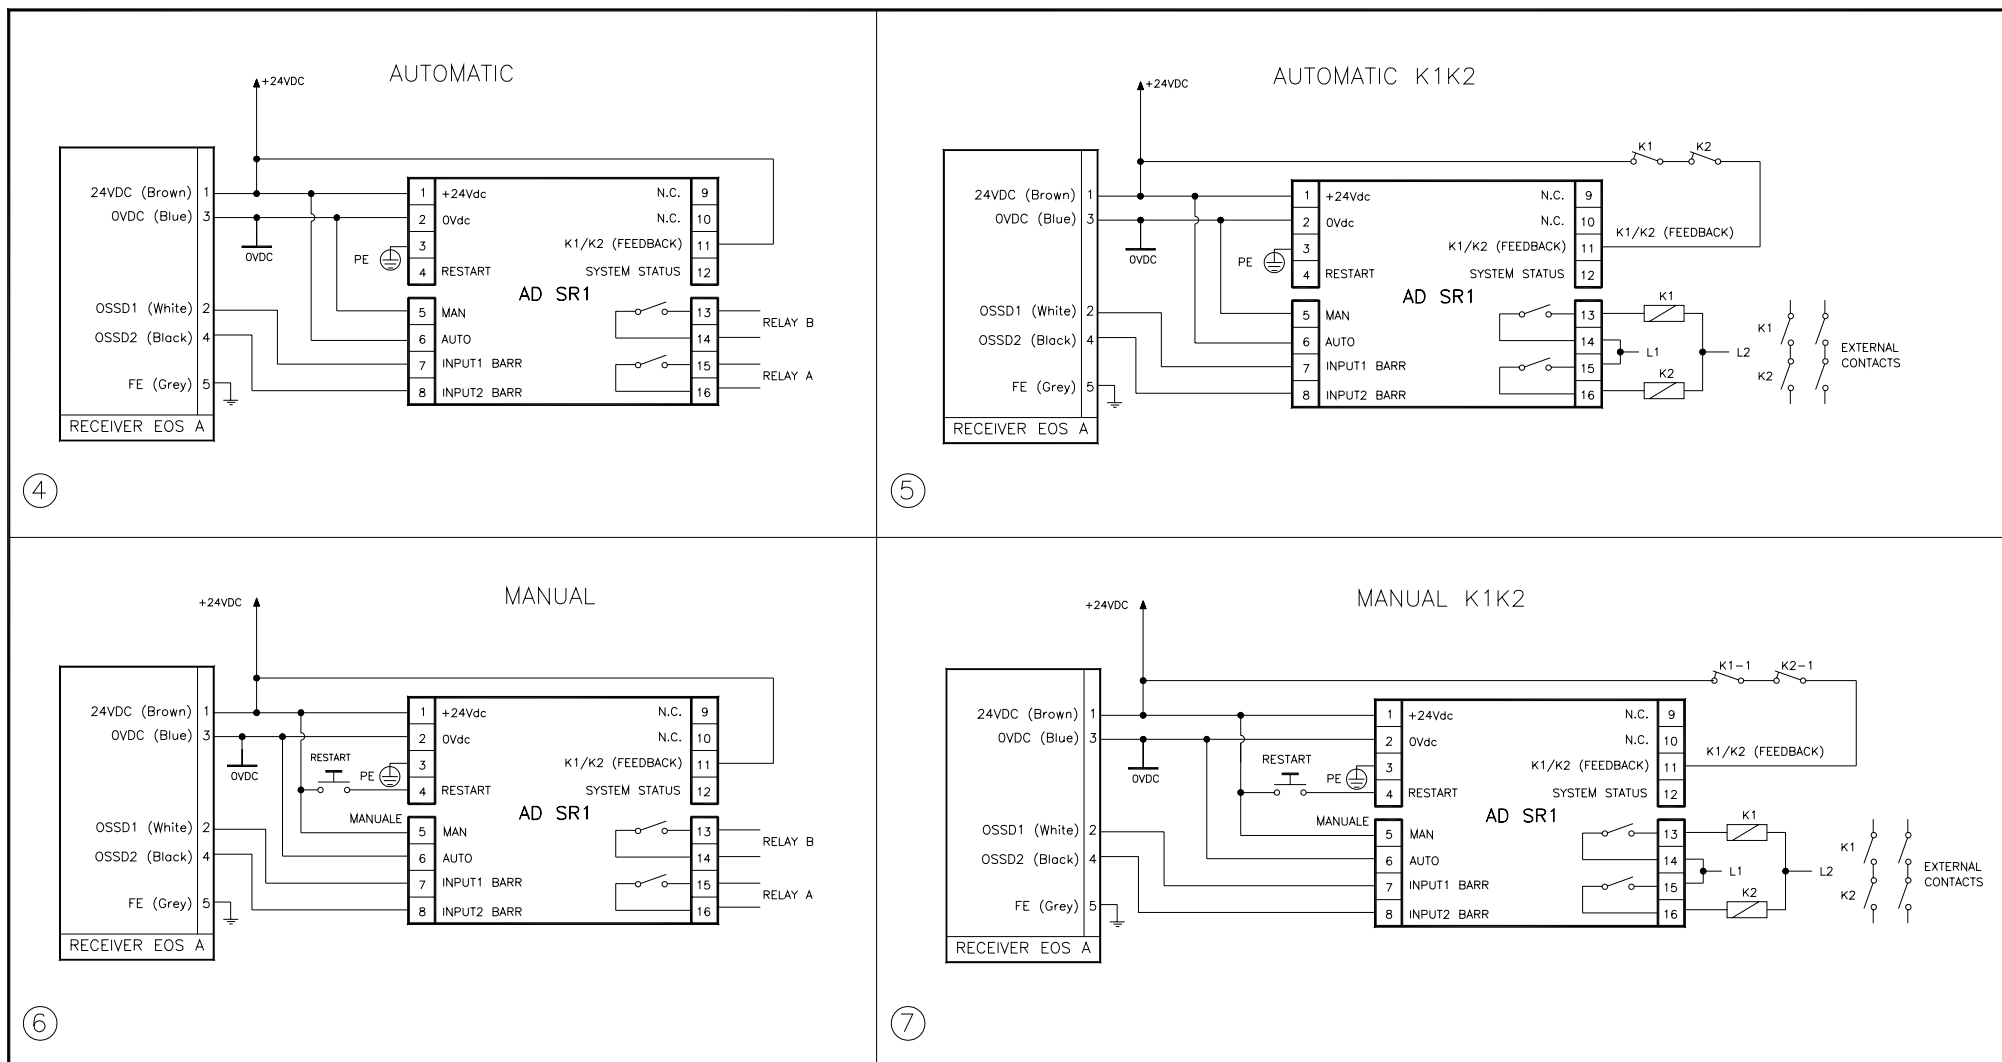 AUTOMATIC
+24VDC
24VDC (Brown) 1
0VDC (Blue) 3
0VDC
OSSD1 (White) 2
OSSD2 (Black) 4
FE (Grey) 5
RECEIVER EOS A
PE
1 +24Vdc N.C. 9
2 0Vdc N.C. 10
3 K1/K2 (FEEDBACK) 11
4 RESTART SYSTEM STATUS 12
AD SR1
5 MAN 13
6 AUTO 14
7 INPUT1 BARR 15
8 INPUT2 BARR 16
RELAY B
RELAY A
4
AUTOMATIC K1K2
+24VDC
K1 K2
24VDC (Brown) 1
0VDC (Blue) 3
0VDC
OSSD1 (White) 2
OSSD2 (Black) 4
FE (Grey) 5
RECEIVER EOS A
PE
1 +24Vdc N.C. 9
2 0Vdc N.C. 10
3 K1/K2 (FEEDBACK) 11
K1/K2 (FEEDBACK)
4 RESTART SYSTEM STATUS 12
AD SR1
5 MAN 13
6 AUTO 14
7 INPUT1 BARR 15
8 INPUT2 BARR 16
K1
L1 L2
K2
K1
K2
EXTERNAL
CONTACTS
5
MANUAL
+24VDC
24VDC (Brown) 1
0VDC (Blue) 3
0VDC
RESTART
PE
MANUALE
OSSD1 (White) 2
OSSD2 (Black) 4
FE (Grey) 5
RECEIVER EOS A
1 +24Vdc N.C. 9
2 0Vdc N.C. 10
3 K1/K2 (FEEDBACK) 11
4 RESTART SYSTEM STATUS 12
AD SR1
5 MAN 13
6 AUTO 14
7 INPUT1 BARR 15
8 INPUT2 BARR 16
RELAY B
RELAY A
6
MANUAL K1K2
+24VDC
K1-1 K2-1
24VDC (Brown) 1
0VDC (Blue) 3
0VDC
RESTART
PE
MANUALE
OSSD1 (White) 2
OSSD2 (Black) 4
FE (Grey) 5
RECEIVER EOS A
1 +24Vdc N.C. 9
2 0Vdc N.C. 10
3 K1/K2 (FEEDBACK) 11
K1/K2 (FEEDBACK)
4 RESTART SYSTEM STATUS 12
AD SR1
5 MAN 13
6 AUTO 14
7 INPUT1 BARR 15
8 INPUT2 BARR 16
K1
L1 L2
K2
K1
K2
EXTERNAL
CONTACTS
7